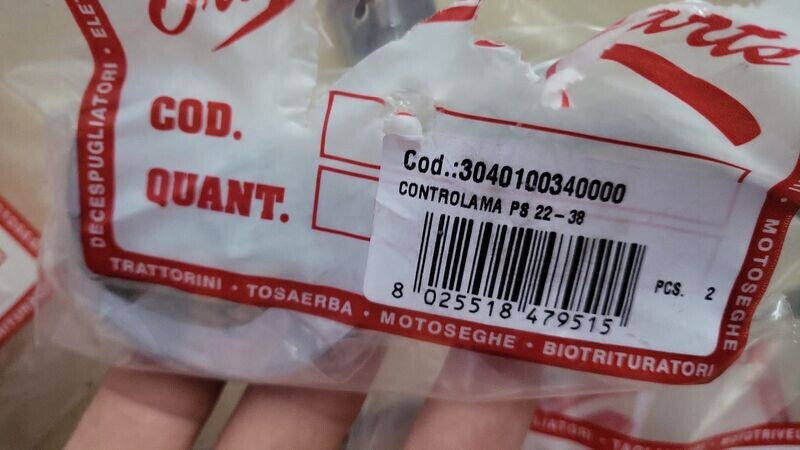 arts
COD.
QUANT.
Cod.:3040100340000
CONTROLAMA PS 22-38
PCS. 2
8 025518 479515
DECESPUGLIATORI
TRATTORINI • TOSAERBA • MOTOSEGHE • BIOTRITURATORI
MOTOSEGHE